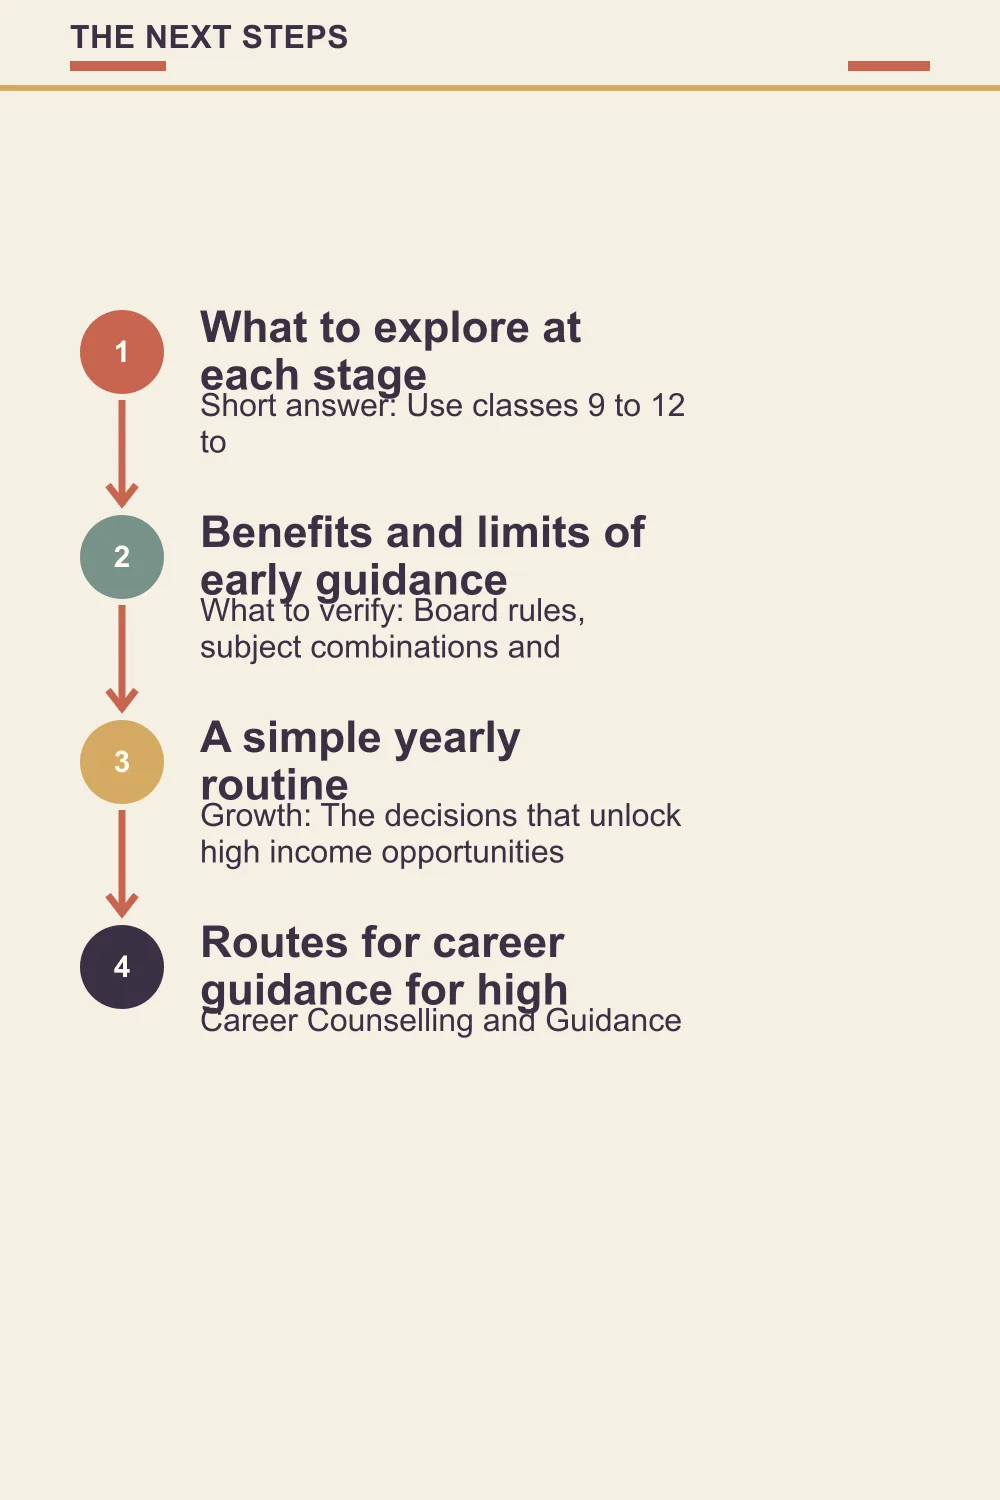 THE NEXT STEPS
1
What to explore at
each stage
Short answer: Use classes 9 to 12
to
2
Benefits and limits of
early guidance
What to verify: Board rules,
subject combinations and
3
A simple yearly
routine
Growth: The decisions that unlock
high income opportunities
4
Routes for career
guidance for high
Career Counselling and Guidance